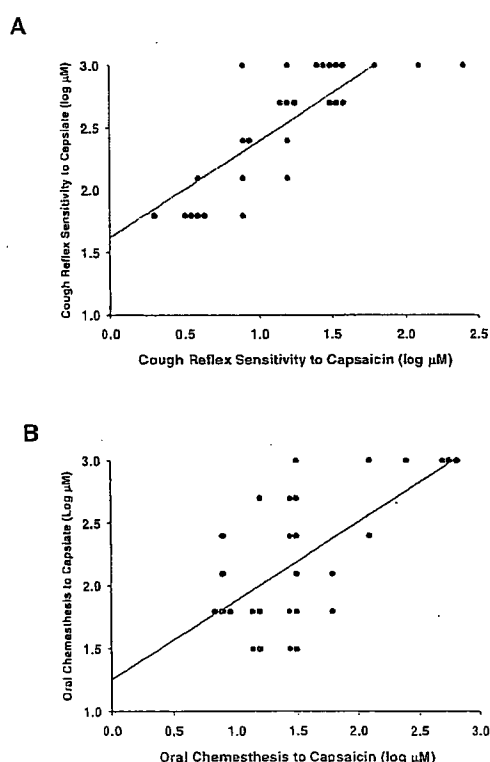 A
Cough Reflex Sensitivity to Capsiate (log µM)
3.0
2.5
2.0
1.5
1.0
0.0 0.5 1.0 1.5 2.0 2.5
Cough Reflex Sensitivity to Capsaicin (log µM)
B
Oral Chemesthesis to Capsiate (Log µM)
3.0
2.5
2.0
1.5
1.0
0.0 0.5 1.0 1.5 2.0 2.5 3.0
Oral Chemesthesis to Capsaicin (log µM)